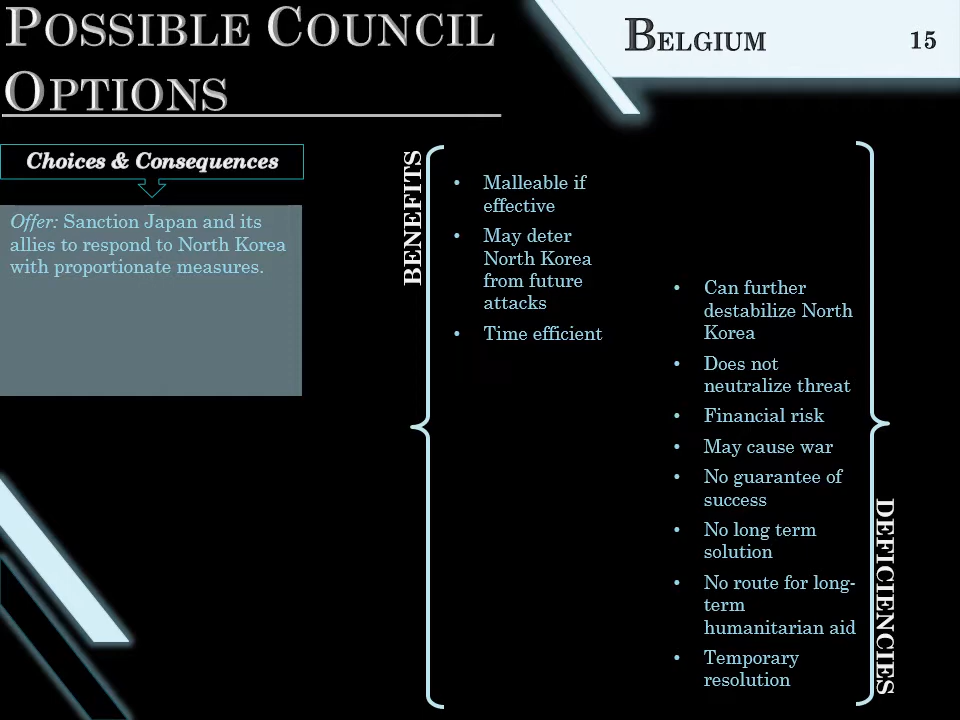 POSSIBLE COUNCIL
OPTIONS
BELGIUM
15
Choices & Consequences
Offer: Sanction Japan and its
allies to respond to North Korea
with proportionate measures.
BENEFITS
• Malleable if
effective
• May deter
North Korea
from future
attacks
• Time efficient
• Can further
destabilize North
Korea
• Does not
neutralize threat
• Financial risk
• May cause war
• No guarantee of
success
• No long term
solution
• No route for long-
term
humanitarian aid
• Temporary
resolution
DEFICIENCIES